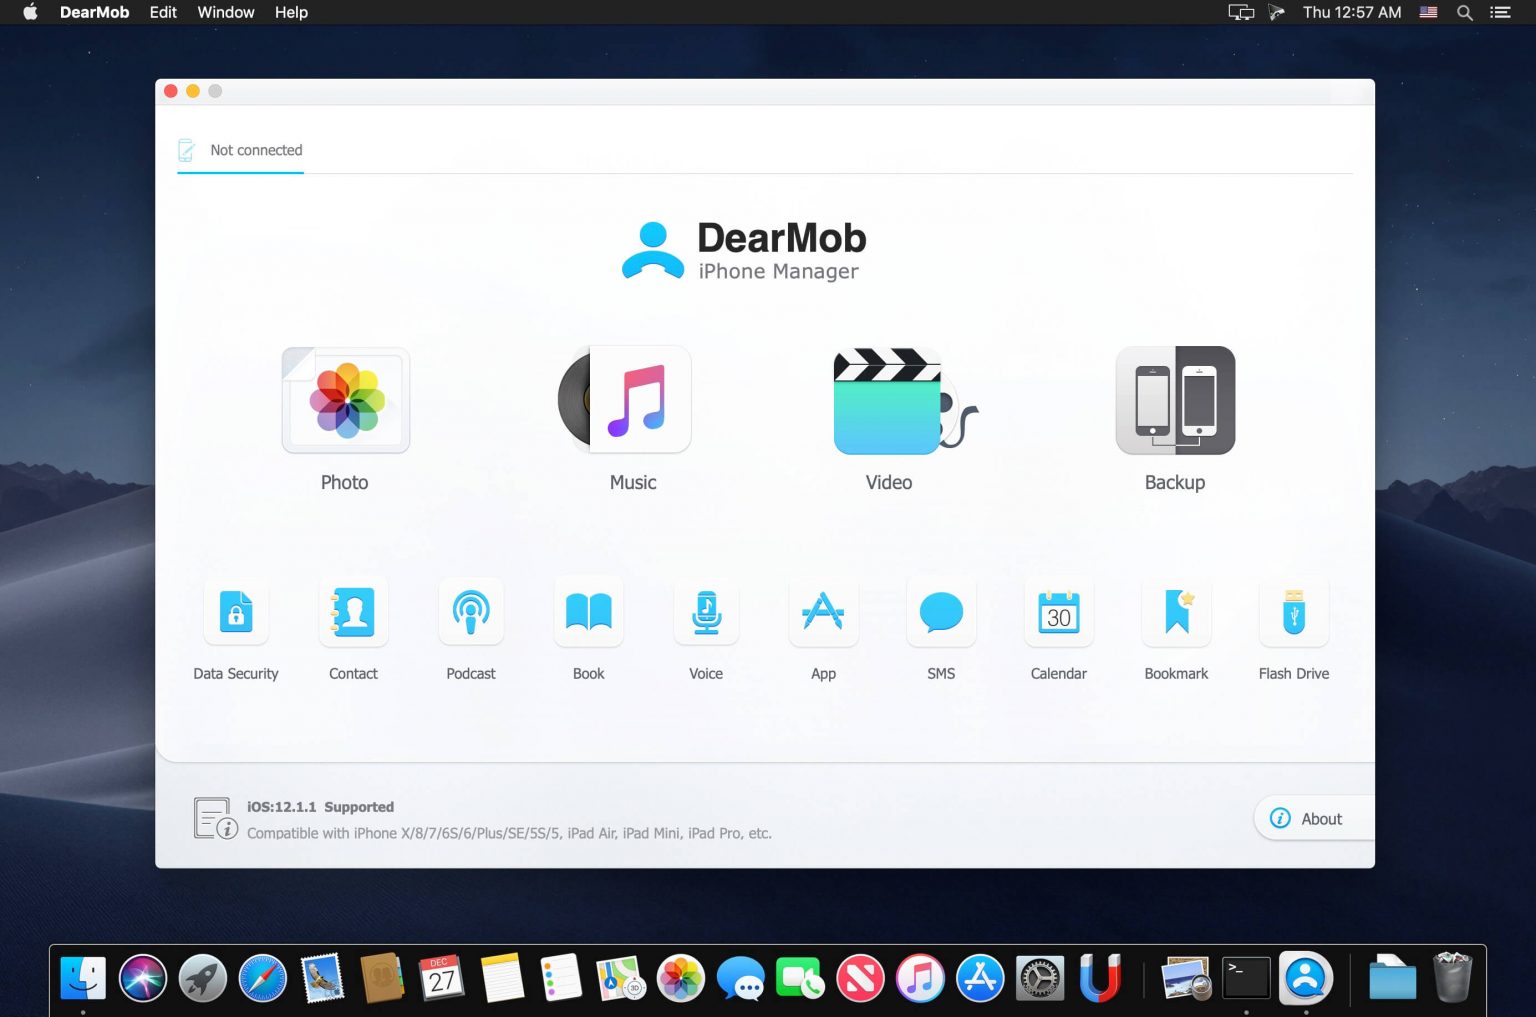 DearMob Edit Window Help Thu 12:57 AM
Not connected
DearMob
iPhone Manager
Photo Music Video Backup
30
Data Security Contact Podcast Book Voice App SMS Calendar Bookmark Flash Drive
iOS:12.1.1 Supported
Compatible with iPhone X/8/7/6S/6/Plus/SE/5S/5, iPad Air, iPad Mini, iPad Pro, etc.
About
DEC
27
3D
>_